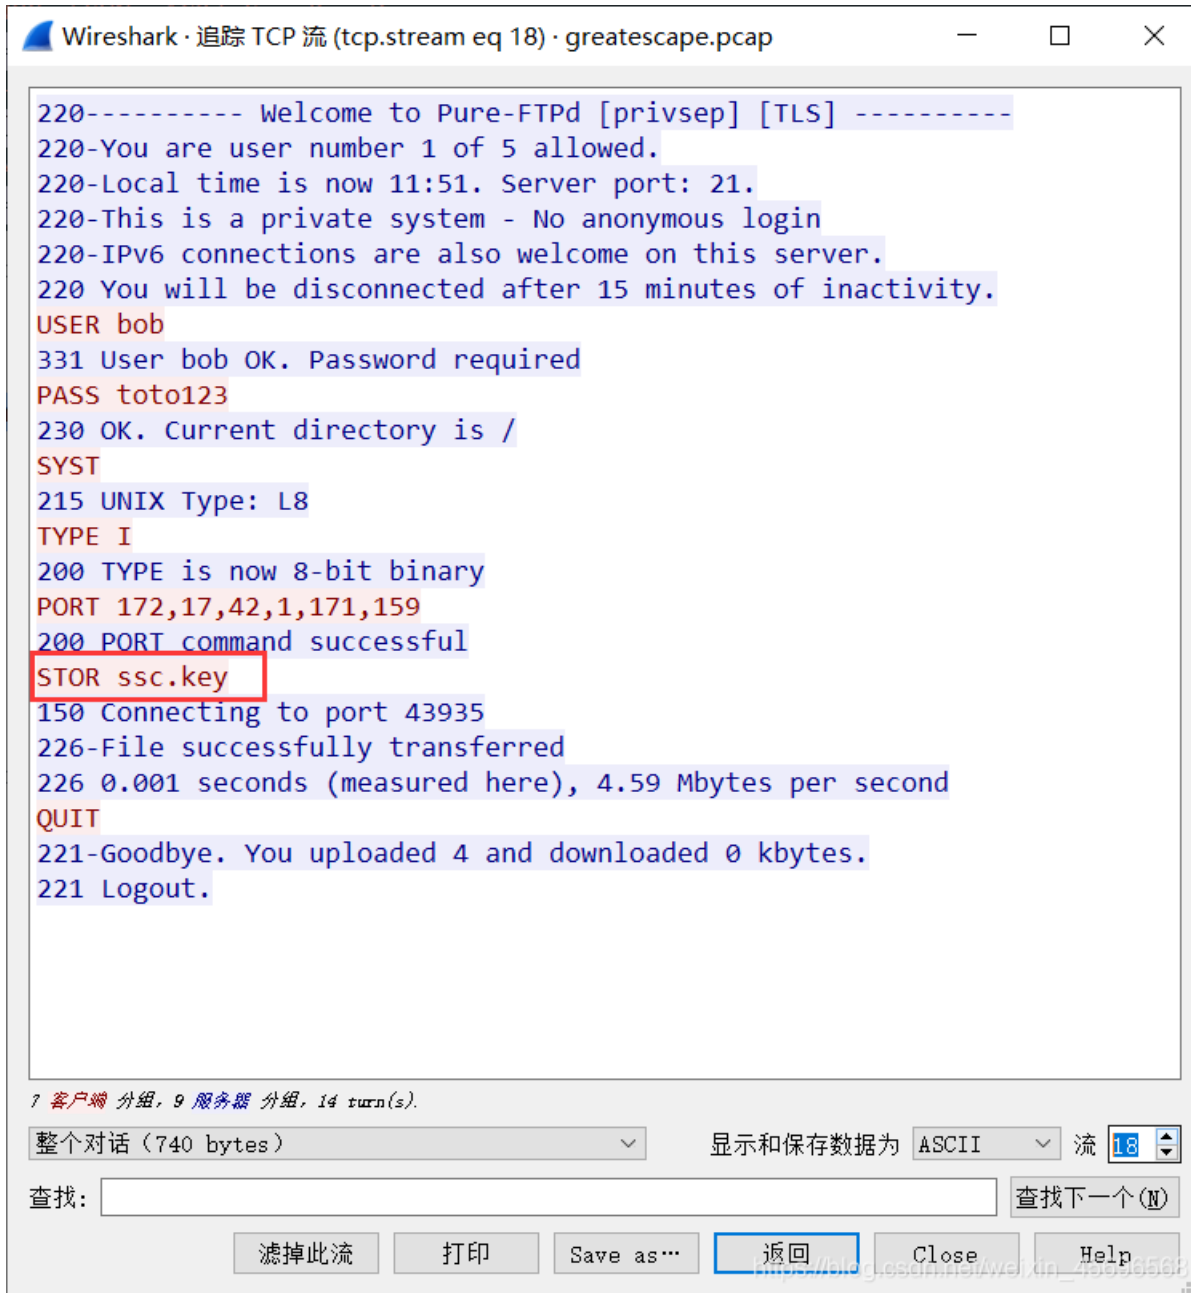 Wireshark · 追踪 TCP 流 (tcp.stream eq 18) · greatescape.pcap
220---------- Welcome to Pure-FTPd [privsep] [TLS] ----------
220-You are user number 1 of 5 allowed.
220-Local time is now 11:51. Server port: 21.
220-This is a private system - No anonymous login
220-IPv6 connections are also welcome on this server.
220 You will be disconnected after 15 minutes of inactivity.
USER bob
331 User bob OK. Password required
PASS toto123
230 OK. Current directory is /
SYST
215 UNIX Type: L8
TYPE I
200 TYPE is now 8-bit binary
PORT 172,17,42,1,171,159
200 PORT command successful
STOR ssc.key
150 Connecting to port 43935
226-File successfully transferred
226 0.001 seconds (measured here), 4.59 Mbytes per second
QUIT
221-Goodbye. You uploaded 4 and downloaded 0 kbytes.
221 Logout.
7 客户端 分组, 9 服务器 分组, 14 turn(s).
整个对话 (740 bytes) 显示和保存数据为 ASCII 流 18
查找: 查找下一个(N)
滤掉此流 打印 Save as… 返回 Close Help